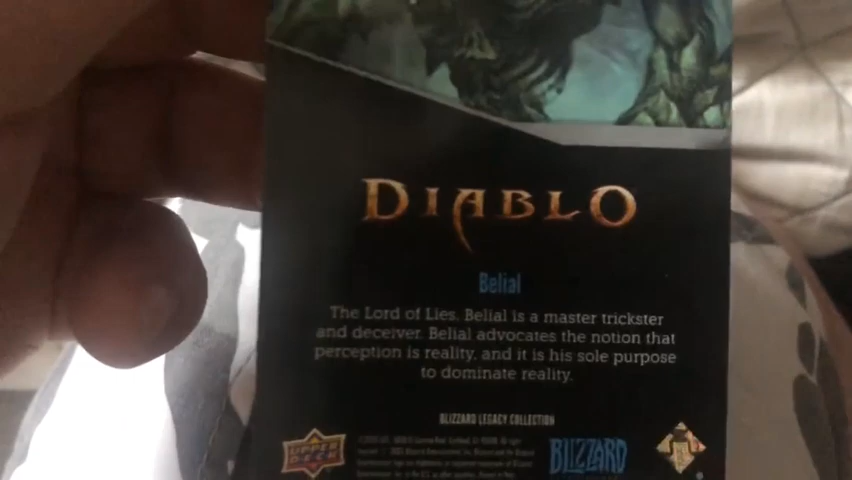 DIABLO
Belial
The Lord of Lies. Belial is a master trickster
and deceiver. Belial advocates the notion that
perception is reality, and it is his sole purpose
to dominate reality.
BLIZZARD LEGACY COLLECTION
UPPER DECK
BLIZZARD